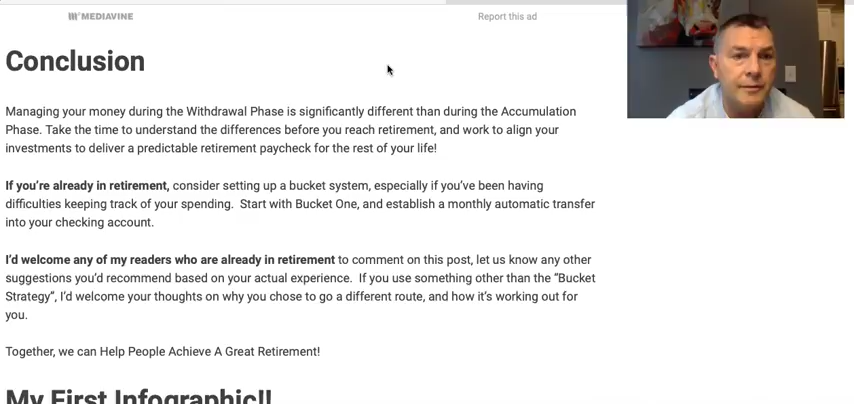 MEDIAVINE
Report this ad
Conclusion
Managing your money during the Withdrawal Phase is significantly different than during the Accumulation
Phase. Take the time to understand the differences before you reach retirement, and work to align your
investments to deliver a predictable retirement paycheck for the rest of your life!
If you’re already in retirement, consider setting up a bucket system, especially if you’ve been having
difficulties keeping track of your spending.  Start with Bucket One, and establish a monthly automatic transfer
into your checking account.
I’d welcome any of my readers who are already in retirement to comment on this post, let us know any other
suggestions you’d recommend based on your actual experience.  If you use something other than the “Bucket
Strategy”, I’d welcome your thoughts on why you chose to go a different route, and how it’s working out for
you.
Together, we can Help People Achieve A Great Retirement!
My First Infographic!!